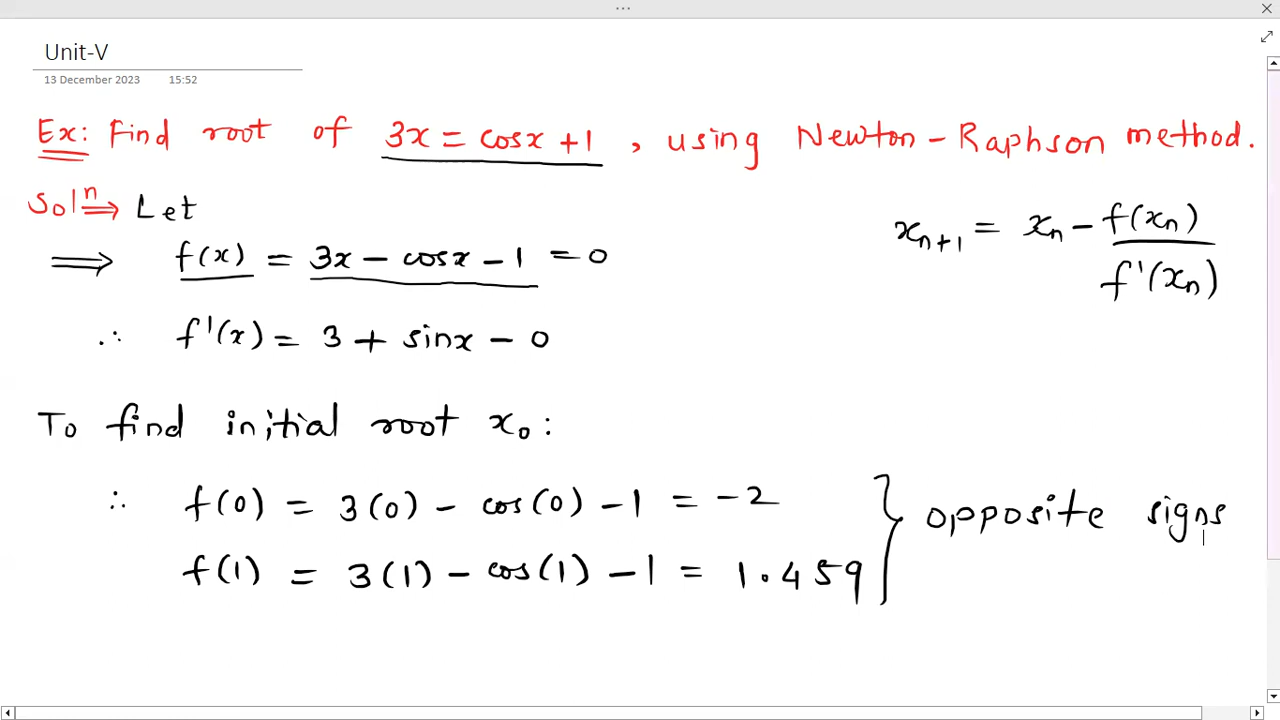 Unit-V
13 December 2023 15:52
Ex: Find root of 3x = cosx +1 , using Newton-Raphson method.
Solⁿ ⇒ Let
⟹ f(x) = 3x - cosx - 1 = 0
xₙ₊₁ = xₙ - f(xₙ)/f'(xₙ)
∴ f'(x) = 3 + sinx - 0
To find initial root x₀:
∴ f(0) = 3(0) - cos(0) - 1 = -2
f(1) = 3(1) - cos(1) - 1 = 1.459
} opposite signs